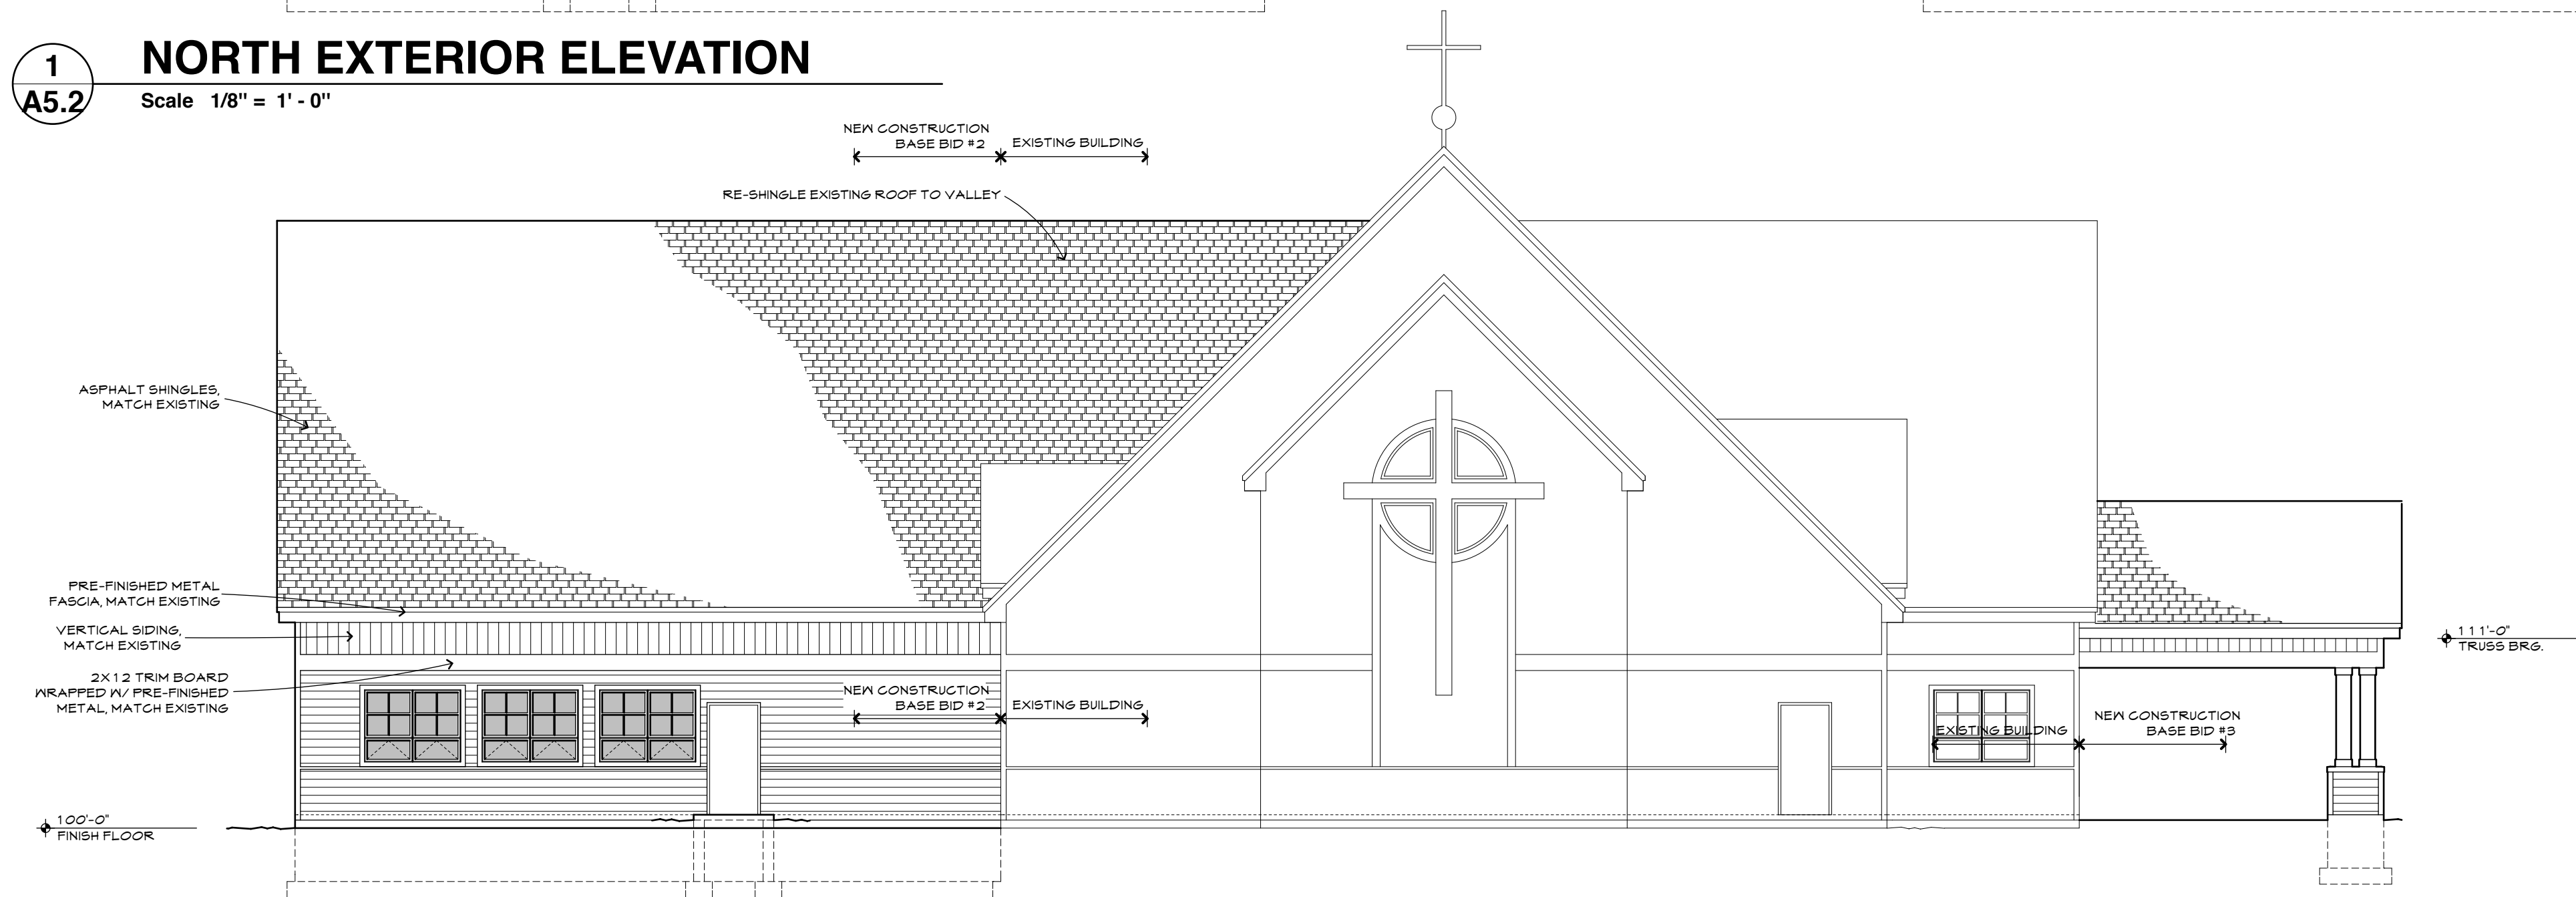 1
A5.2
NORTH EXTERIOR ELEVATION
Scale 1/8" = 1' - 0"
NEW CONSTRUCTION
BASE BID #2
EXISTING BUILDING
RE-SHINGLE EXISTING ROOF TO VALLEY
ASPHALT SHINGLES,
MATCH EXISTING
PRE-FINISHED METAL
FASCIA, MATCH EXISTING
VERTICAL SIDING,
MATCH EXISTING
111'-0"
TRUSS BRG.
2X12 TRIM BOARD
WRAPPED W/ PRE-FINISHED
METAL, MATCH EXISTING
NEW CONSTRUCTION
BASE BID #2
EXISTING BUILDING
EXISTING BUILDING
NEW CONSTRUCTION
BASE BID #3
100'-0"
FINISH FLOOR